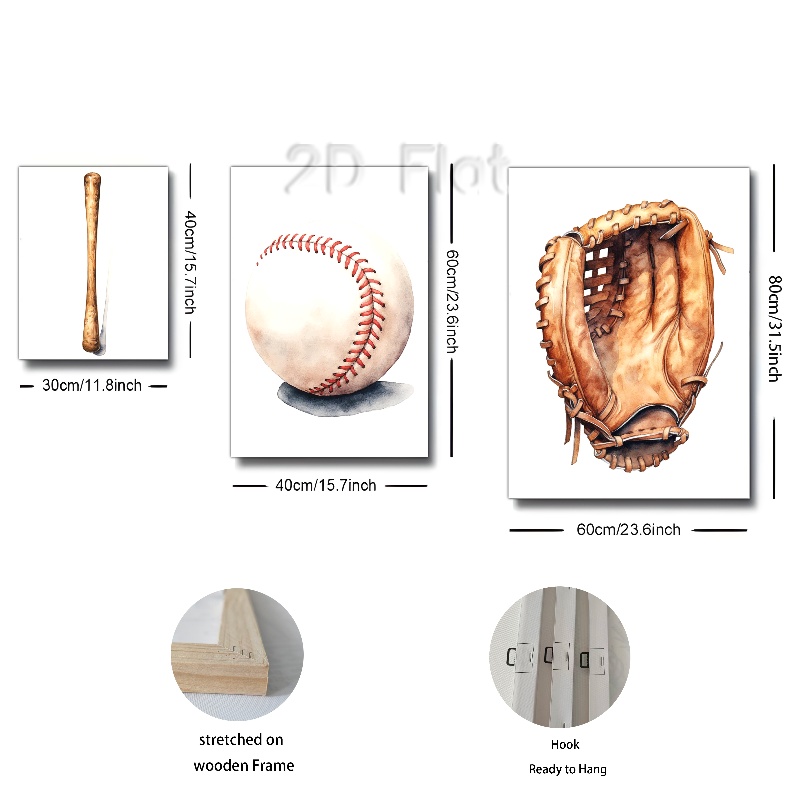 2D Flat
40cm/15.7inch
60cm/23.6inch
80cm/31.5inch
30cm/11.8inch
40cm/15.7inch
60cm/23.6inch
stretched on
wooden Frame
Hook
Ready to Hang